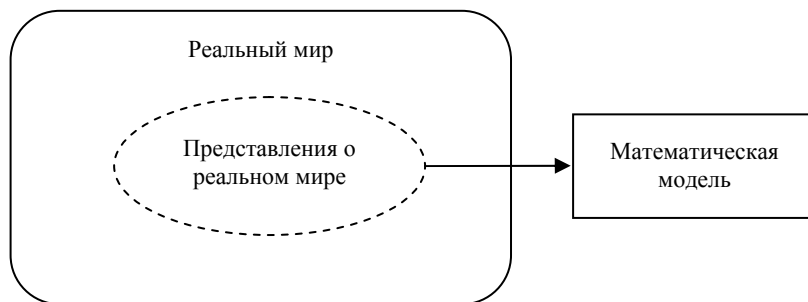 Реальный мир
Представления о
реальном мире
Математическая
модель